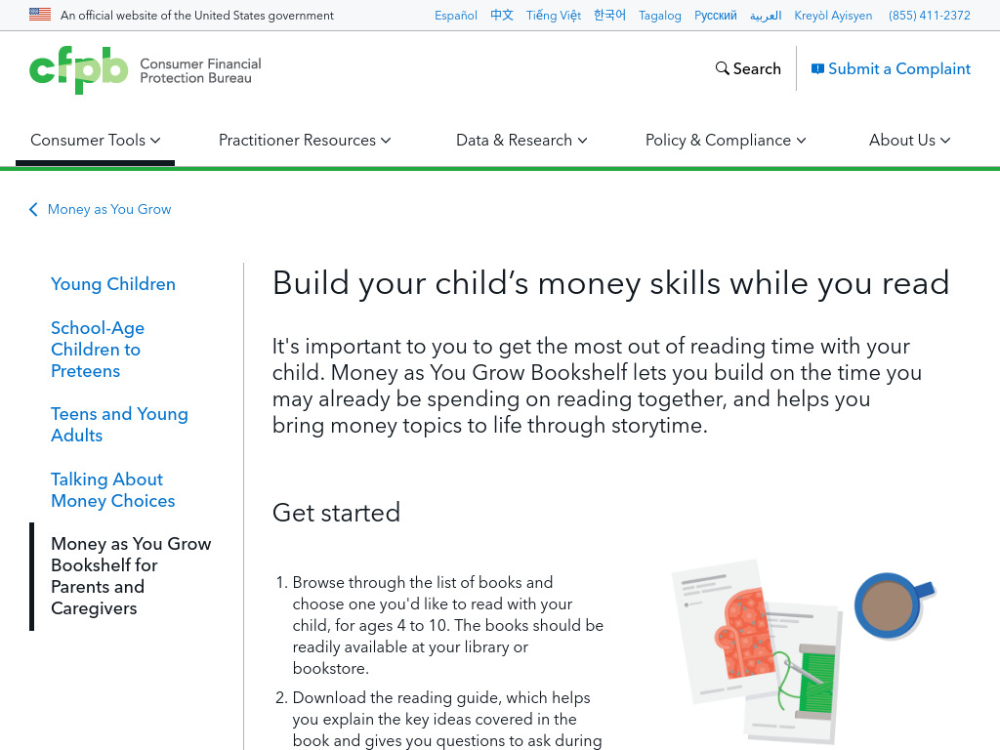 An official website of the United States government
Español 中文 Tiếng Việt 한국어 Tagalog Pусский العربية Kreyòl Ayisyen (855) 411-2372
cfpb Consumer Financial
Protection Bureau
Search Submit a Complaint
Consumer Tools Practitioner Resources Data & Research Policy & Compliance About Us
Money as You Grow
Young Children
School-Age
Children to
Preteens
Teens and Young
Adults
Talking About
Money Choices
Money as You Grow
Bookshelf for
Parents and
Caregivers
Build your child’s money skills while you read
It's important to you to get the most out of reading time with your
child. Money as You Grow Bookshelf lets you build on the time you
may already be spending on reading together, and helps you
bring money topics to life through storytime.
Get started
1. Browse through the list of books and
choose one you'd like to read with your
child, for ages 4 to 10. The books should be
readily available at your library or
bookstore.
2. Download the reading guide, which helps
you explain the key ideas covered in the
book and gives you questions to ask during